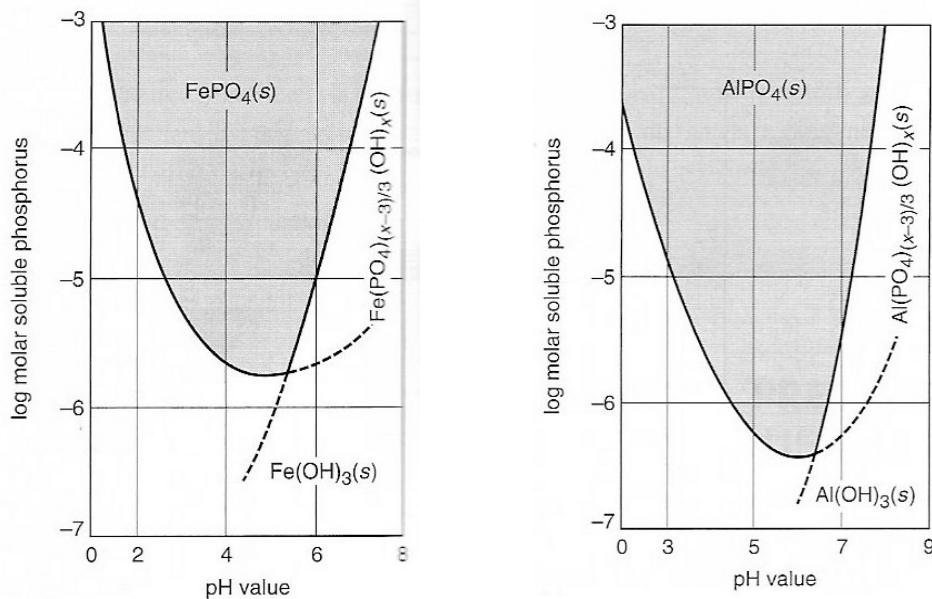 −3
−4
−5
−6
−7
log molar soluble phosphorus
FePO₄(s)
Fe(PO₄)₍ₓ₋₃₎/₃ (OH)ₓ(s)
Fe(OH)₃(s)
0 2 4 6 8
pH value
−3
−4
−5
−6
−7
log molar soluble phosphorus
AlPO₄(s)
Al(PO₄)₍ₓ₋₃₎/₃ (OH)ₓ(s)
Al(OH)₃(s)
0 3 5 7 9
pH value